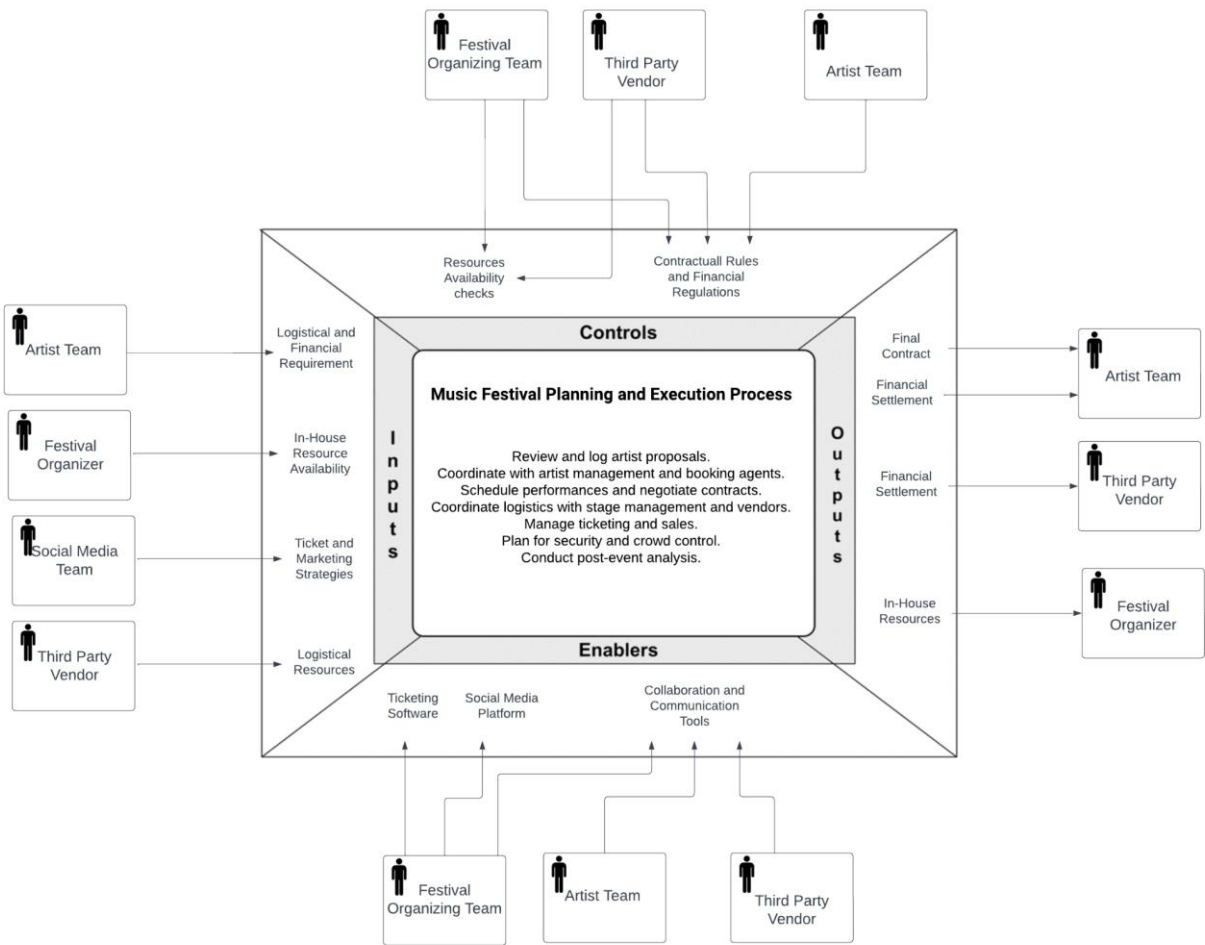 Festival
Organizing Team
Third Party
Vendor
Artist Team
Resources
Availability
checks
Contractuall Rules
and Financial
Regulations
Artist Team
Festival
Organizer
Social Media
Team
Third Party
Vendor
Logistical and
Financial
Requirement
In-House
Resource
Availability
Ticket and
Marketing
Strategies
Logistical
Resources
Inputs
Controls
Music Festival Planning and Execution Process
Review and log artist proposals.
Coordinate with artist management and booking agents.
Schedule performances and negotiate contracts.
Coordinate logistics with stage management and vendors.
Manage ticketing and sales.
Plan for security and crowd control.
Conduct post-event analysis.
Enablers
Outputs
Final
Contract
Financial
Settlement
Financial
Settlement
In-House
Resources
Artist Team
Third Party
Vendor
Festival
Organizer
Ticketing
Software
Social Media
Platform
Collaboration and
Communication
Tools
Festival
Organizing Team
Artist Team
Third Party
Vendor